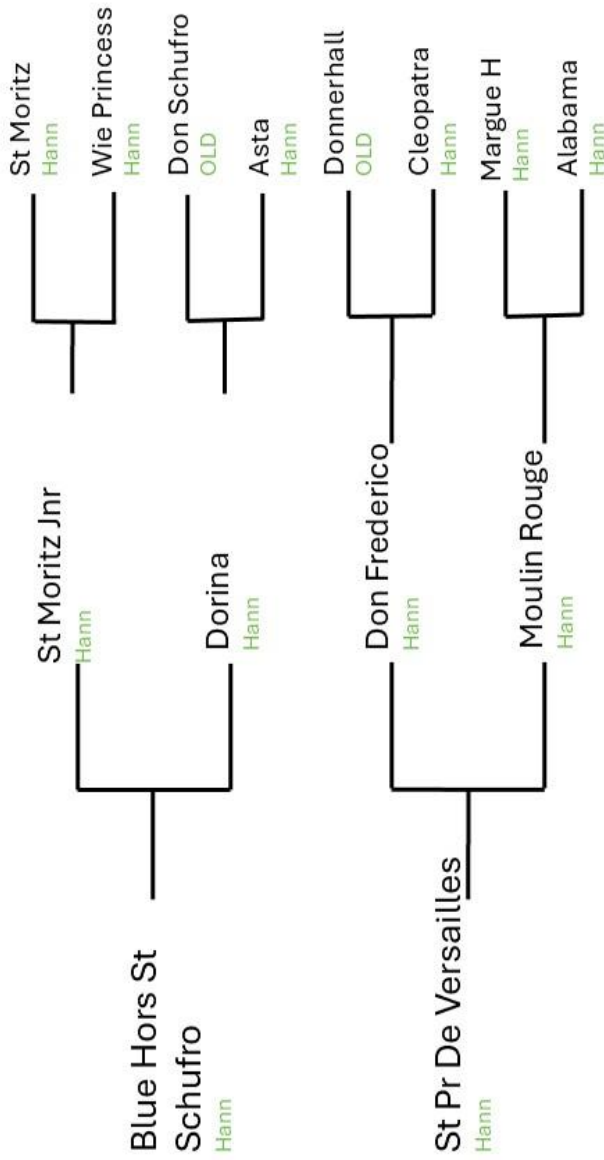 Blue Hors St
Schufro
Hann
St Moritz Jnr
Hann
St Moritz
Hann
Wie Princess
Hann
Dorina
Hann
Don Schufro
OLD
Asta
Hann
St Pr De Versailles
Hann
Don Frederico
Hann
Donnerhall
OLD
Cleopatra
Hann
Moulin Rouge
Hann
Margue H
Hann
Alabama
Hann